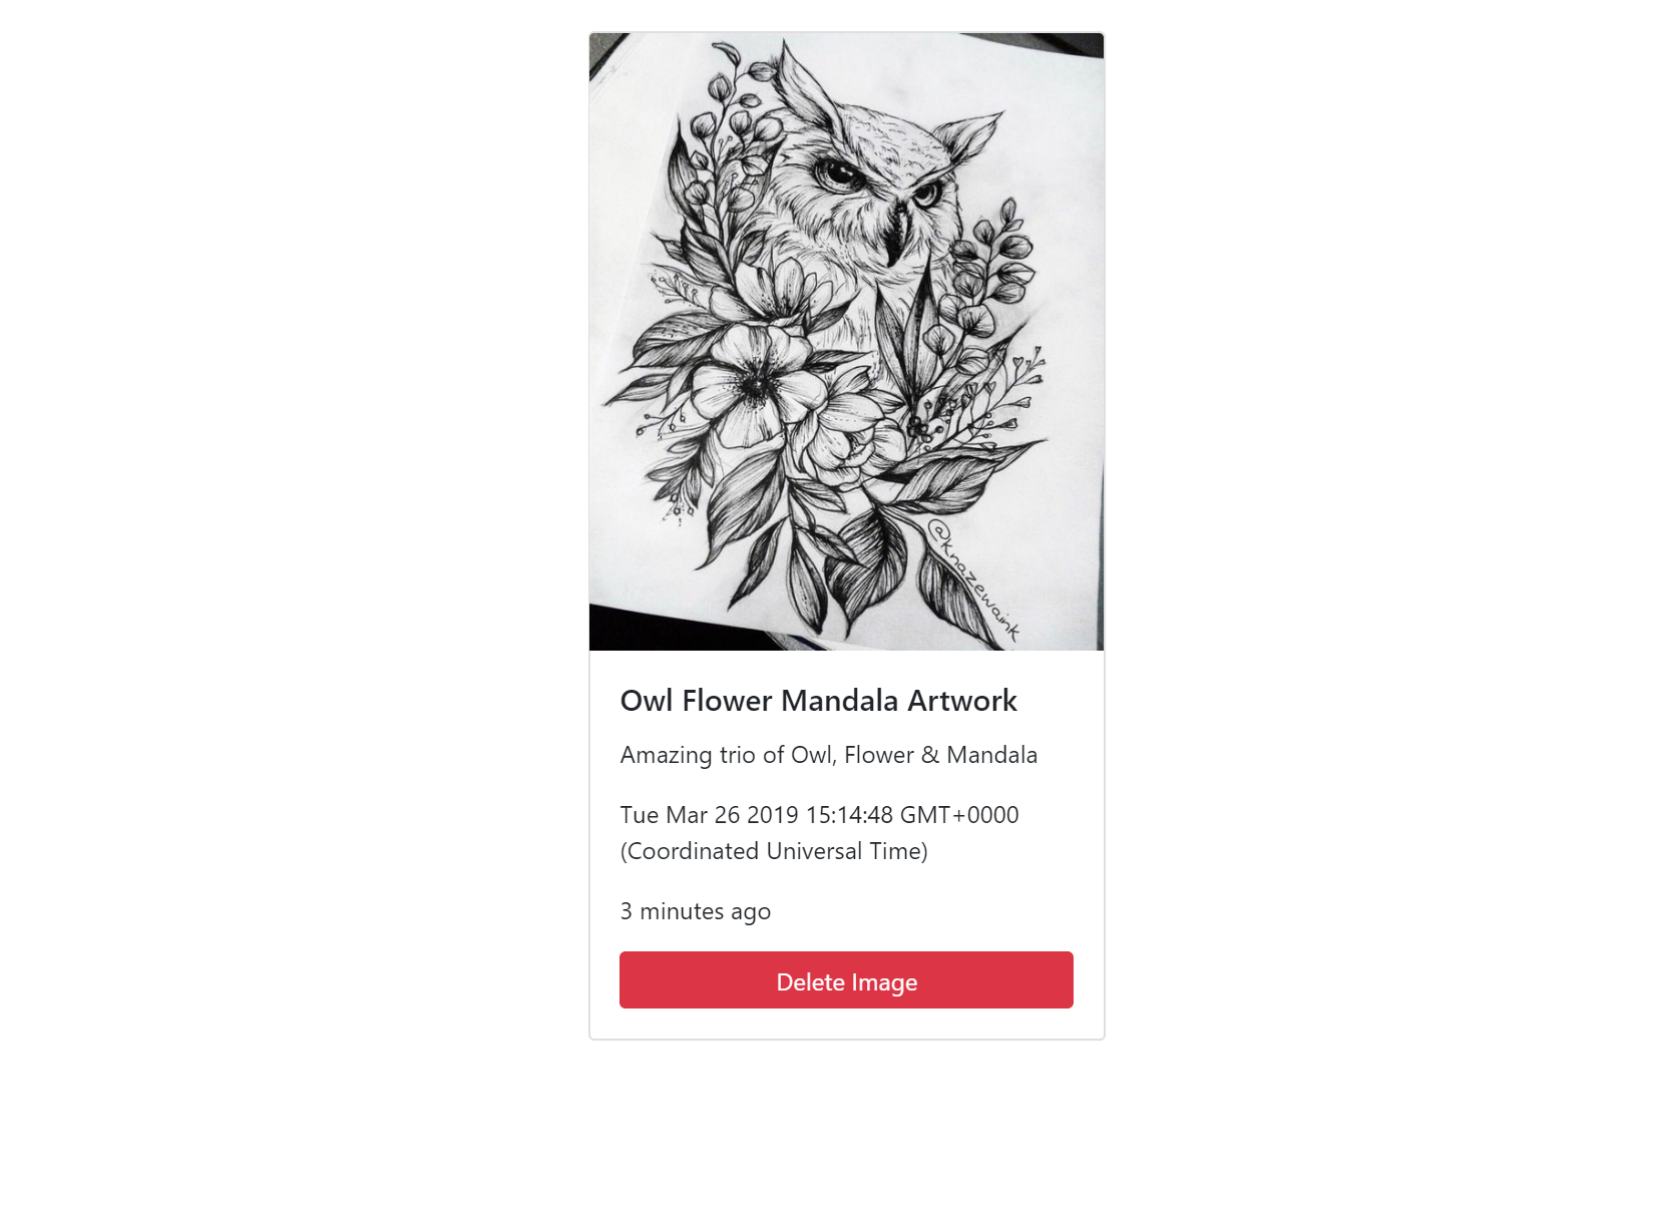 @knazewaink
Owl Flower Mandala Artwork
Amazing trio of Owl, Flower & Mandala
Tue Mar 26 2019 15:14:48 GMT+0000
(Coordinated Universal Time)
3 minutes ago
Delete Image